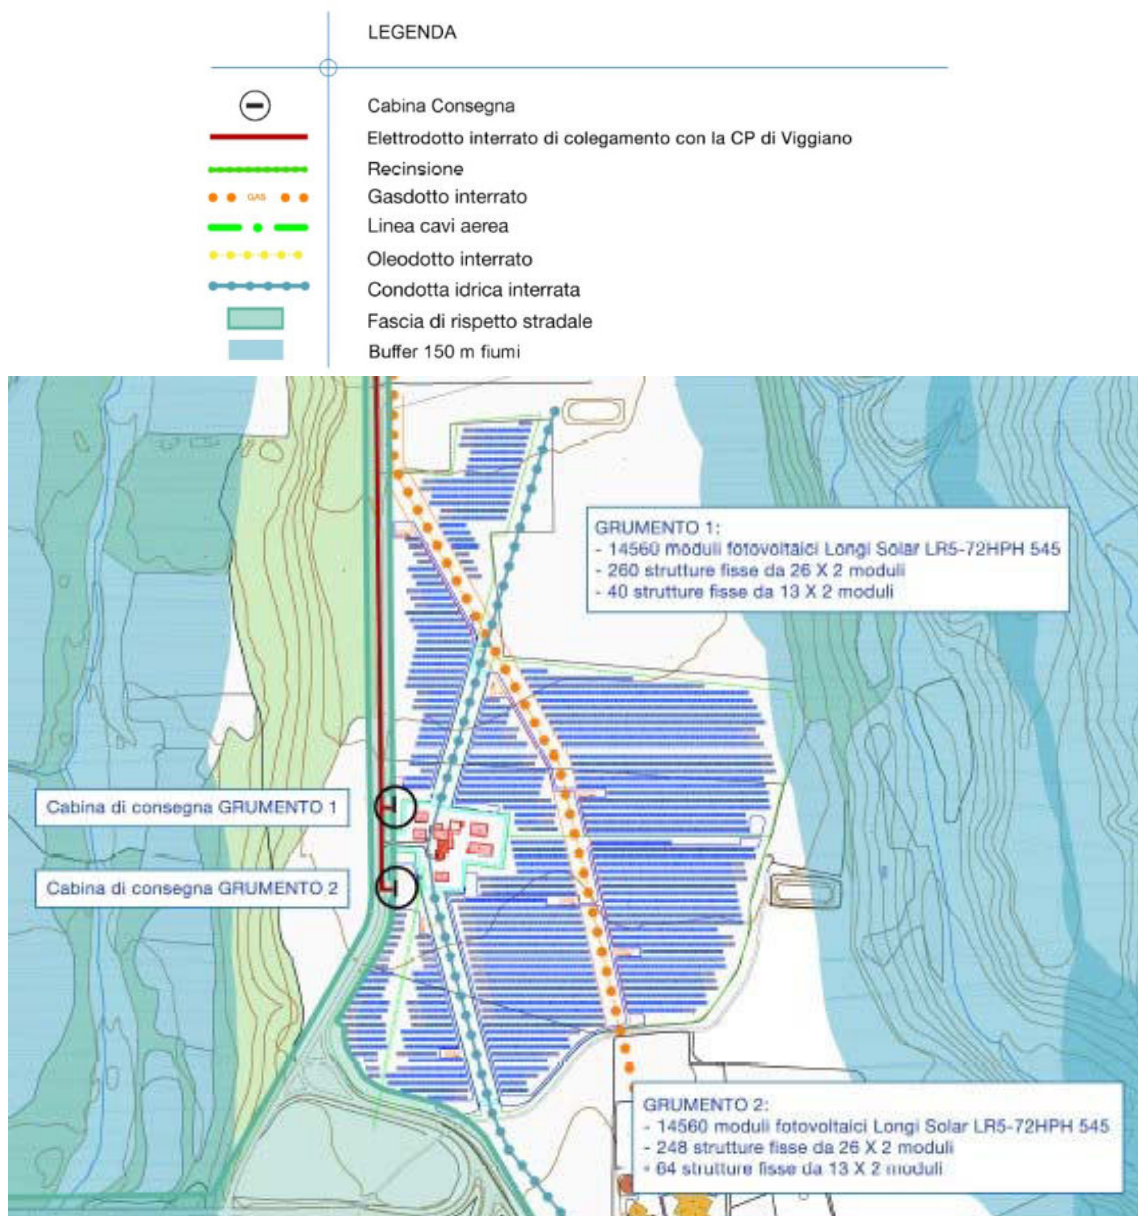 LEGENDA
Cabina Consegna
Elettrodotto interrato di colegamento con la CP di Viggiano
Recinsione
GAS
Gasdotto interrato
Linea cavi aerea
Oleodotto interrato
Condotta idrica interrata
Fascia di rispetto stradale
Buffer 150 m fiumi
GRUMENTO 1:
- 14560 moduli fotovoltaici Longi Solar LR5-72HPH 545
- 260 strutture fisse da 26 X 2 moduli
- 40 strutture fisse da 13 X 2 moduli
Cabina di consegna GRUMENTO 1
Cabina di consegna GRUMENTO 2
GRUMENTO 2:
- 14560 moduli fotovoltaici Longi Solar LR5-72HPH 545
- 248 strutture fisse da 26 X 2 moduli
- 64 strutture fisse da 13 X 2 moduli